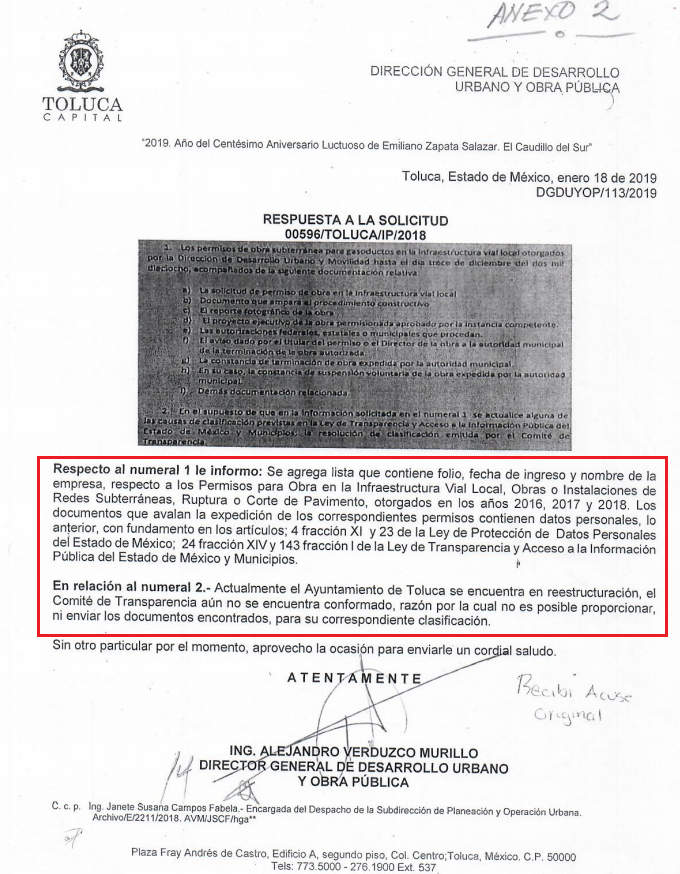 ANEXO 2
TOLUCA
CAPITAL
DIRECCIÓN GENERAL DE DESARROLLO
URBANO Y OBRA PÚBLICA
"2019. Año del Centésimo Aniversario Luctuoso de Emiliano Zapata Salazar. El Caudillo del Sur"
Toluca, Estado de México, enero 18 de 2019
DGDUYOP/113/2019
RESPUESTA A LA SOLICITUD
00596/TOLUCA/IP/2018
1. Los permisos de obra subterránea para gasoductos en la infraestructura vial local otorgados
por la Dirección de Desarrollo Urbano y Movilidad hasta el día trece de diciembre del dos mil
dieciocho, acompañados de la siguiente documentación relativa:
a) La solicitud de permiso de obra en la infraestructura vial local
b) Documento que ampara el procedimiento constructivo
c) El reporte fotográfico de la obra
d) El proyecto ejecutivo de la obra permisionada aprobado por la instancia competente.
e) Las autorizaciones federales, estatales o municipales que procedan.
f) El aviso dado por el titular del permiso o el Director de la obra a la autoridad municipal
de la terminación de la obra autorizada.
g) La constancia de terminación de obra expedida por la autoridad municipal.
h) En su caso, la constancia de suspensión voluntaria de la obra expedida por la autoridad
municipal.
i) Demás documentación relacionada.
2. En el supuesto de que en la información solicitada en el numeral 1 se actualice alguna de
las causas de clasificación previstas en la Ley de Transparencia y Acceso a la Información Pública del
Estado de México y Municipios, la resolución de clasificación emitida por el Comité de
Transparencia.
Respecto al numeral 1 le informo: Se agrega lista que contiene folio, fecha de ingreso y nombre de la
empresa, respecto a los Permisos para Obra en la Infraestructura Vial Local, Obras o Instalaciones de
Redes Subterráneas, Ruptura o Corte de Pavimento, otorgados en los años 2016, 2017 y 2018. Los
documentos que avalan la expedición de los correspondientes permisos contienen datos personales, lo
anterior, con fundamento en los artículos; 4 fracción XI y 23 de la Ley de Protección de Datos Personales
del Estado de México; 24 fracción XIV y 143 fracción I de la Ley de Transparencia y Acceso a la Información
Pública del Estado de México y Municipios.
En relación al numeral 2.- Actualmente el Ayuntamiento de Toluca se encuentra en reestructuración, el
Comité de Transparencia aún no se encuentra conformado, razón por la cual no es posible proporcionar,
ni enviar los documentos encontrados, para su correspondiente clasificación.
Sin otro particular por el momento, aprovecho la ocasión para enviarle un cordial saludo.
A T E N T A M E N T E
Recibi Acuse
Original
ING. ALEJANDRO VERDUZCO MURILLO
DIRECTOR GENERAL DE DESARROLLO URBANO
Y OBRA PÚBLICA
C. c. p. Ing. Janete Susana Campos Fabela.- Encargada del Despacho de la Subdirección de Planeación y Operación Urbana.
Archivo/E/2211/2018. AVM/JSCF/hga**
Plaza Fray Andrés de Castro, Edificio A, segundo piso, Col. Centro;Toluca, México. C.P. 50000
Tels: 773.5000 - 276.1900 Ext. 537